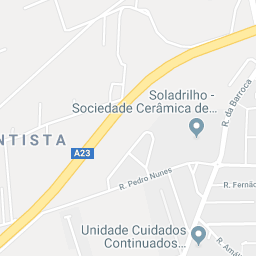 Soladrilho -
Sociedade Cerâmica de...
R. da Barroca
NTISTA
A23
R. Pedro Nunes
R. Fernão
Unidade Cuidados
Continuados...
R. Amá